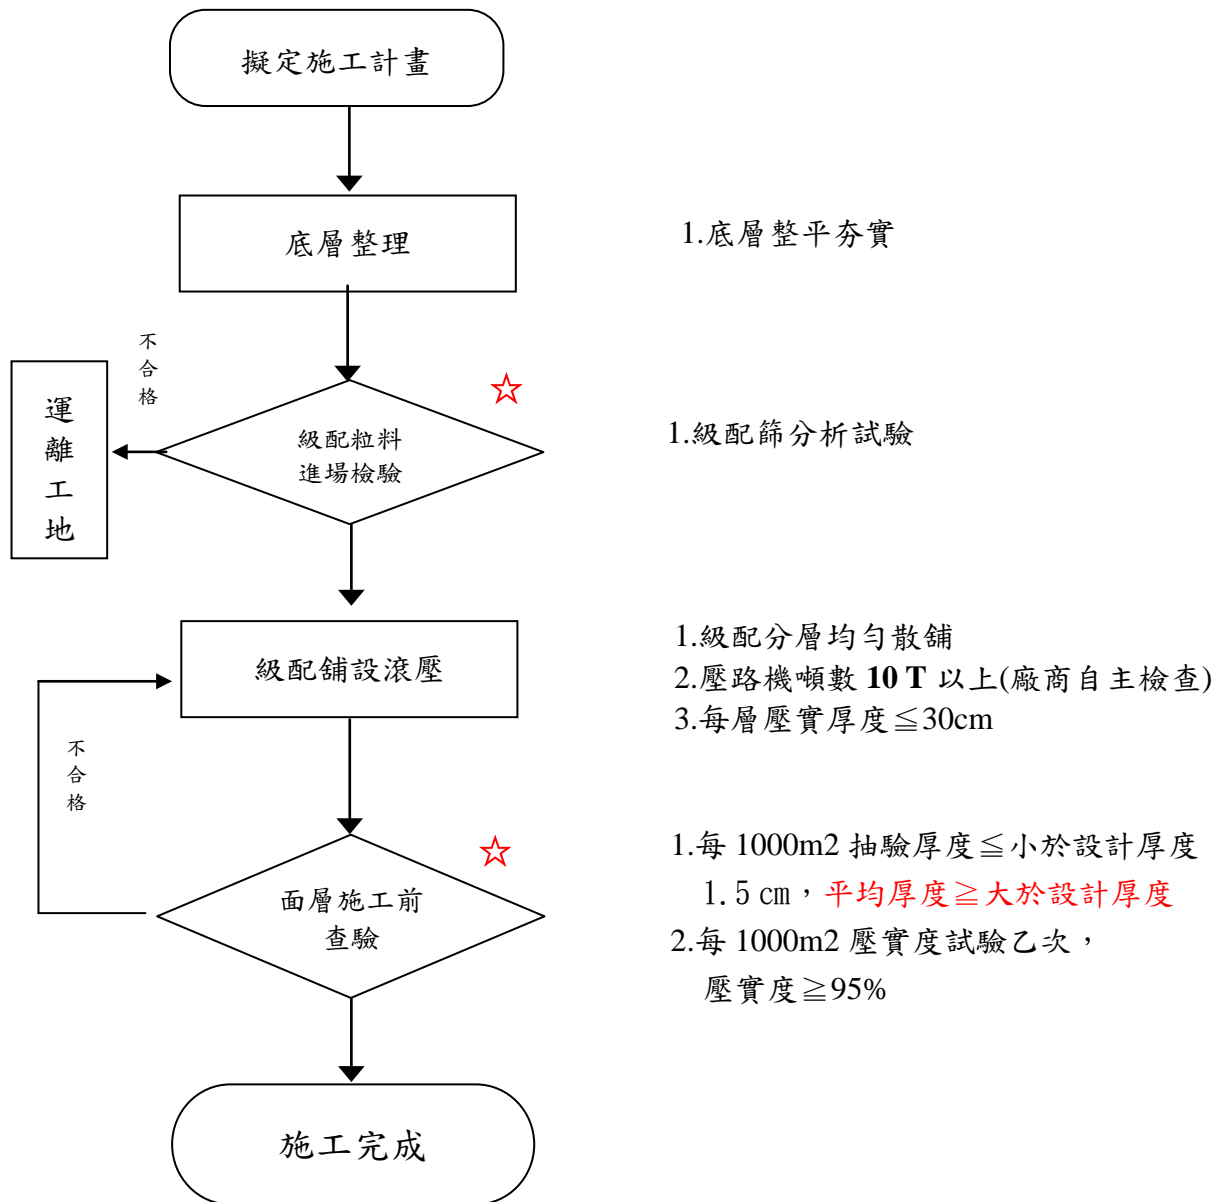 擬定施工計畫
底層整理
1.底層整平夯實
不合格
運離工地
級配粒料
進場檢驗
1.級配篩分析試驗
級配舖設滾壓
1.級配分層均勻散舖
2.壓路機噸數 10 T 以上(廠商自主檢查)
3.每層壓實厚度≦30cm
不合格
面層施工前
查驗
1.每 1000m2 抽驗厚度≦小於設計厚度
1.5 cm，平均厚度≧大於設計厚度
2.每 1000m2 壓實度試驗乙次，
壓實度≧95%
施工完成